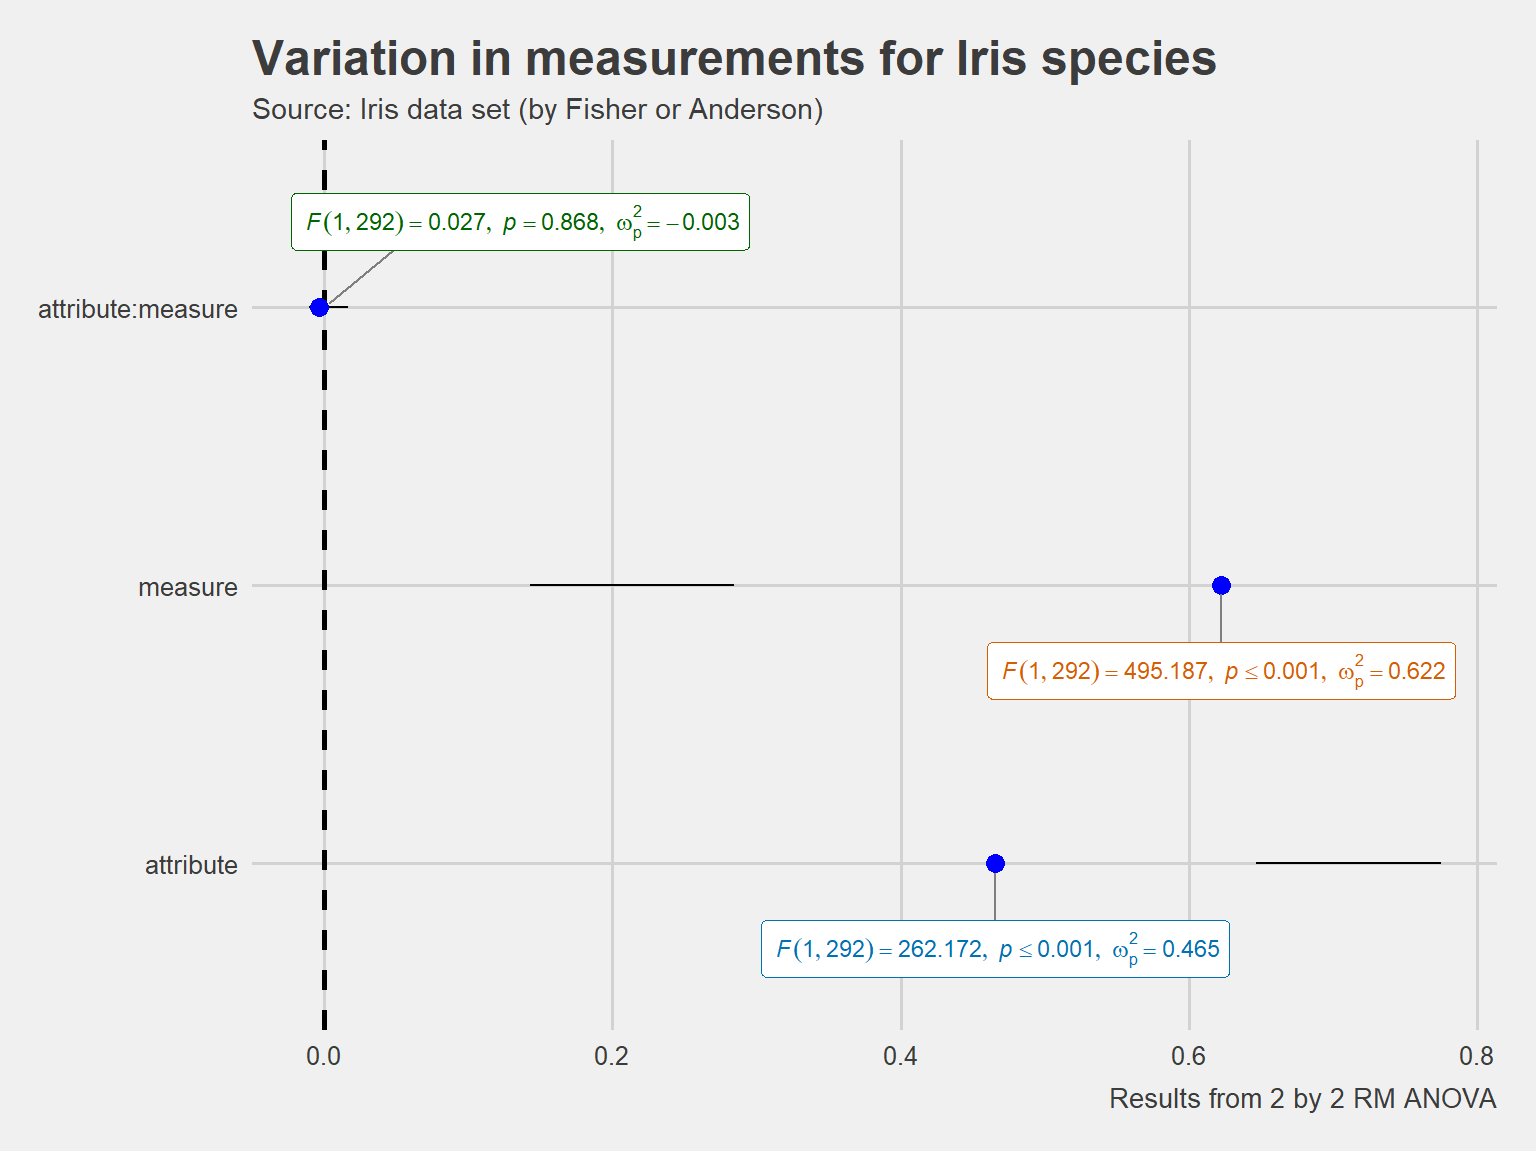 Variation in measurements for Iris species
Source: Iris data set (by Fisher or Anderson)
F(1, 292) = 0.027, p = 0.868, ω²ₚ = −0.003
attribute:measure
measure
F(1, 292) = 495.187, p ≤ 0.001, ω²ₚ = 0.622
attribute
F(1, 292) = 262.172, p ≤ 0.001, ω²ₚ = 0.465
0.0 0.2 0.4 0.6 0.8
Results from 2 by 2 RM ANOVA